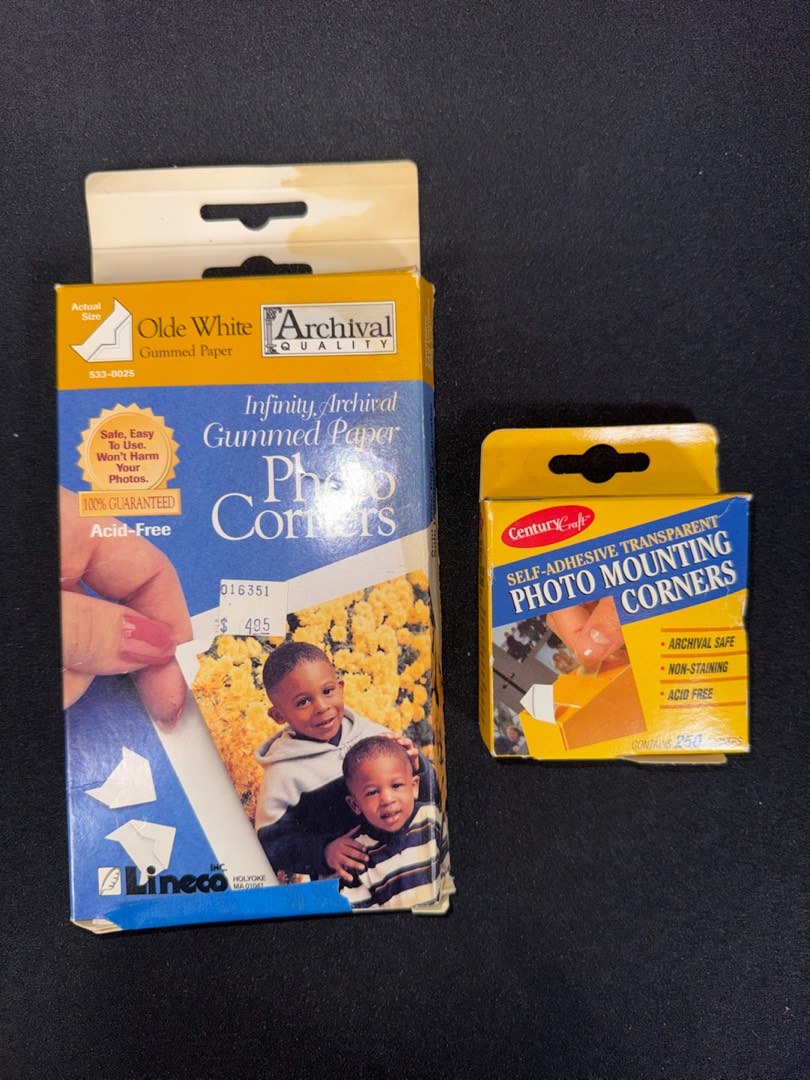 Actual
Size
Olde White
Gummed Paper
Archival
QUALITY
533-0025
Infinity Archival
Gummed Paper
Photo
Corners
Safe, Easy
To Use.
Won't Harm
Your
Photos.
100% GUARANTEED
Acid-Free
016351
$ 495
Lineco INC.
HOLYOKE
MA 01041
CenturyCraft™
SELF-ADHESIVE TRANSPARENT
PHOTO MOUNTING
CORNERS
• ARCHIVAL SAFE
• NON-STAINING
• ACID FREE
CONTAINS 250